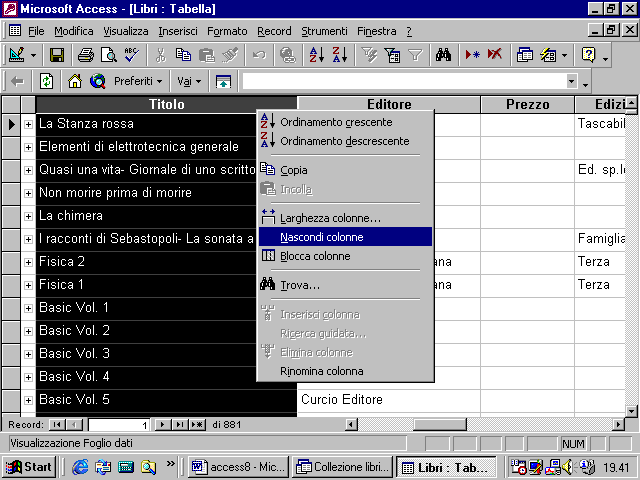 Microsoft Access - [Libri : Tabella]
File Modifica Visualizza Inserisci Formato Record Strumenti Finestra ?
Preferiti Vai
Titolo Editore Prezzo Edizi
La Stanza rossa Tascabil
Elementi di elettrotecnica generale
Quasi una vita- Giornale di uno scritto Ed. sp.le
Non morire prima di morire
La chimera
I racconti di Sebastopoli- La sonata a Famiglia
Fisica 2 ana Terza
Fisica 1 ana Terza
Basic Vol. 1
Basic Vol. 2
Basic Vol. 3
Basic Vol. 4
Basic Vol. 5 Curcio Editore
Ordinamento crescente
Ordinamento descrescente
Copia
Incolla
Larghezza colonne...
Nascondi colonne
Blocca colonne
Trova...
Inserisci colonna
Ricerca guidata...
Elimina colonne
Rinomina colonna
Record: 1 di 881
Visualizzazione Foglio dati NUM
Start » access8 - Mic... Collezione libri... Libri : Tab... 19.41